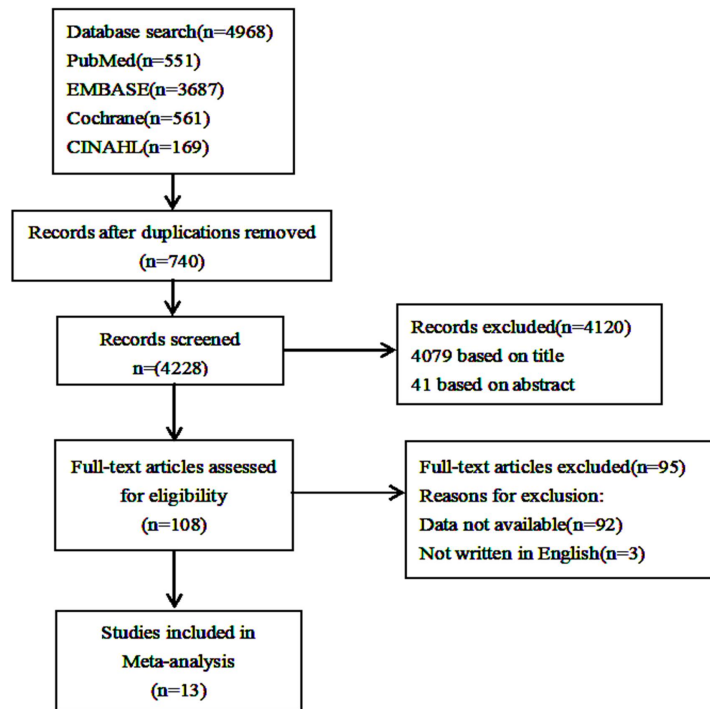 Database search(n=4968)
PubMed(n=551)
EMBASE(n=3687)
Cochrane(n=561)
CINAHL(n=169)
Records after duplications removed
(n=740)
Records screened
n=(4228)
Records excluded(n=4120)
4079 based on title
41 based on abstract
Full-text articles assessed
for eligibility
(n=108)
Full-text articles excluded(n=95)
Reasons for exclusion:
Data not available(n=92)
Not written in English(n=3)
Studies included in
Meta-analysis
(n=13)